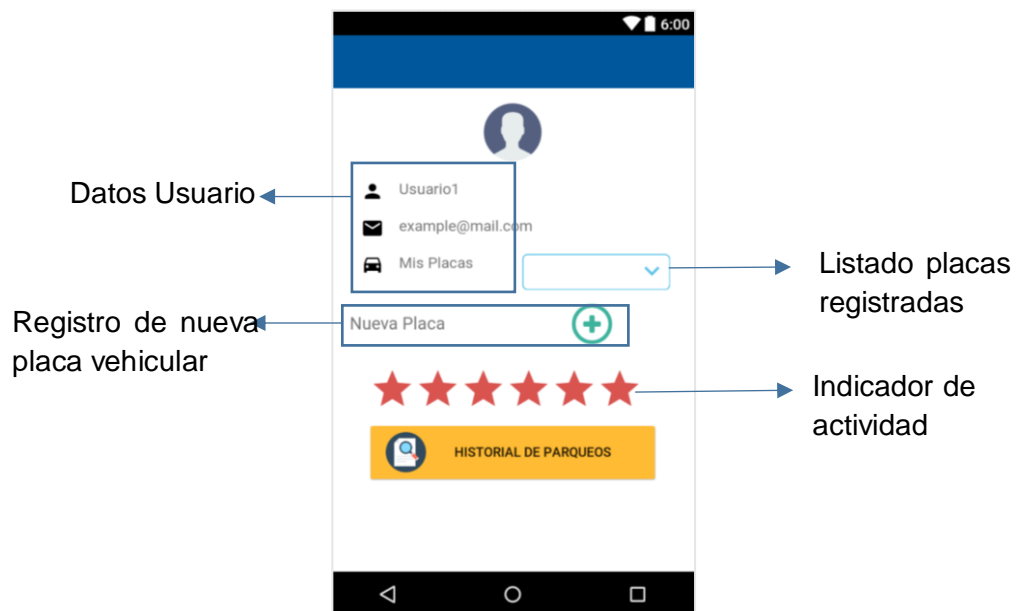 6:00
Datos Usuario
Usuario1
example@mail.com
Mis Placas
Listado placas
registradas
Registro de nueva
placa vehicular
Nueva Placa
Indicador de
actividad
HISTORIAL DE PARQUEOS